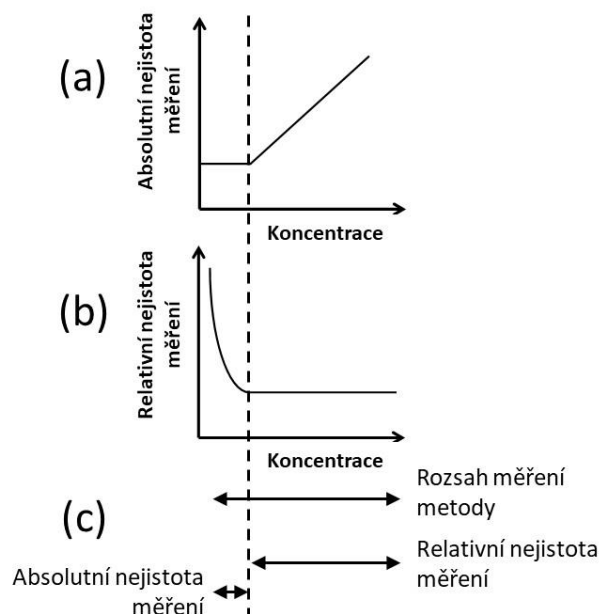 (a)
Absolutní nejistota
měření
Koncentrace
(b)
Relativní nejistota
měření
Koncentrace
(c)
Rozsah měření
metody
Relativní nejistota
měření
Absolutní nejistota
měření